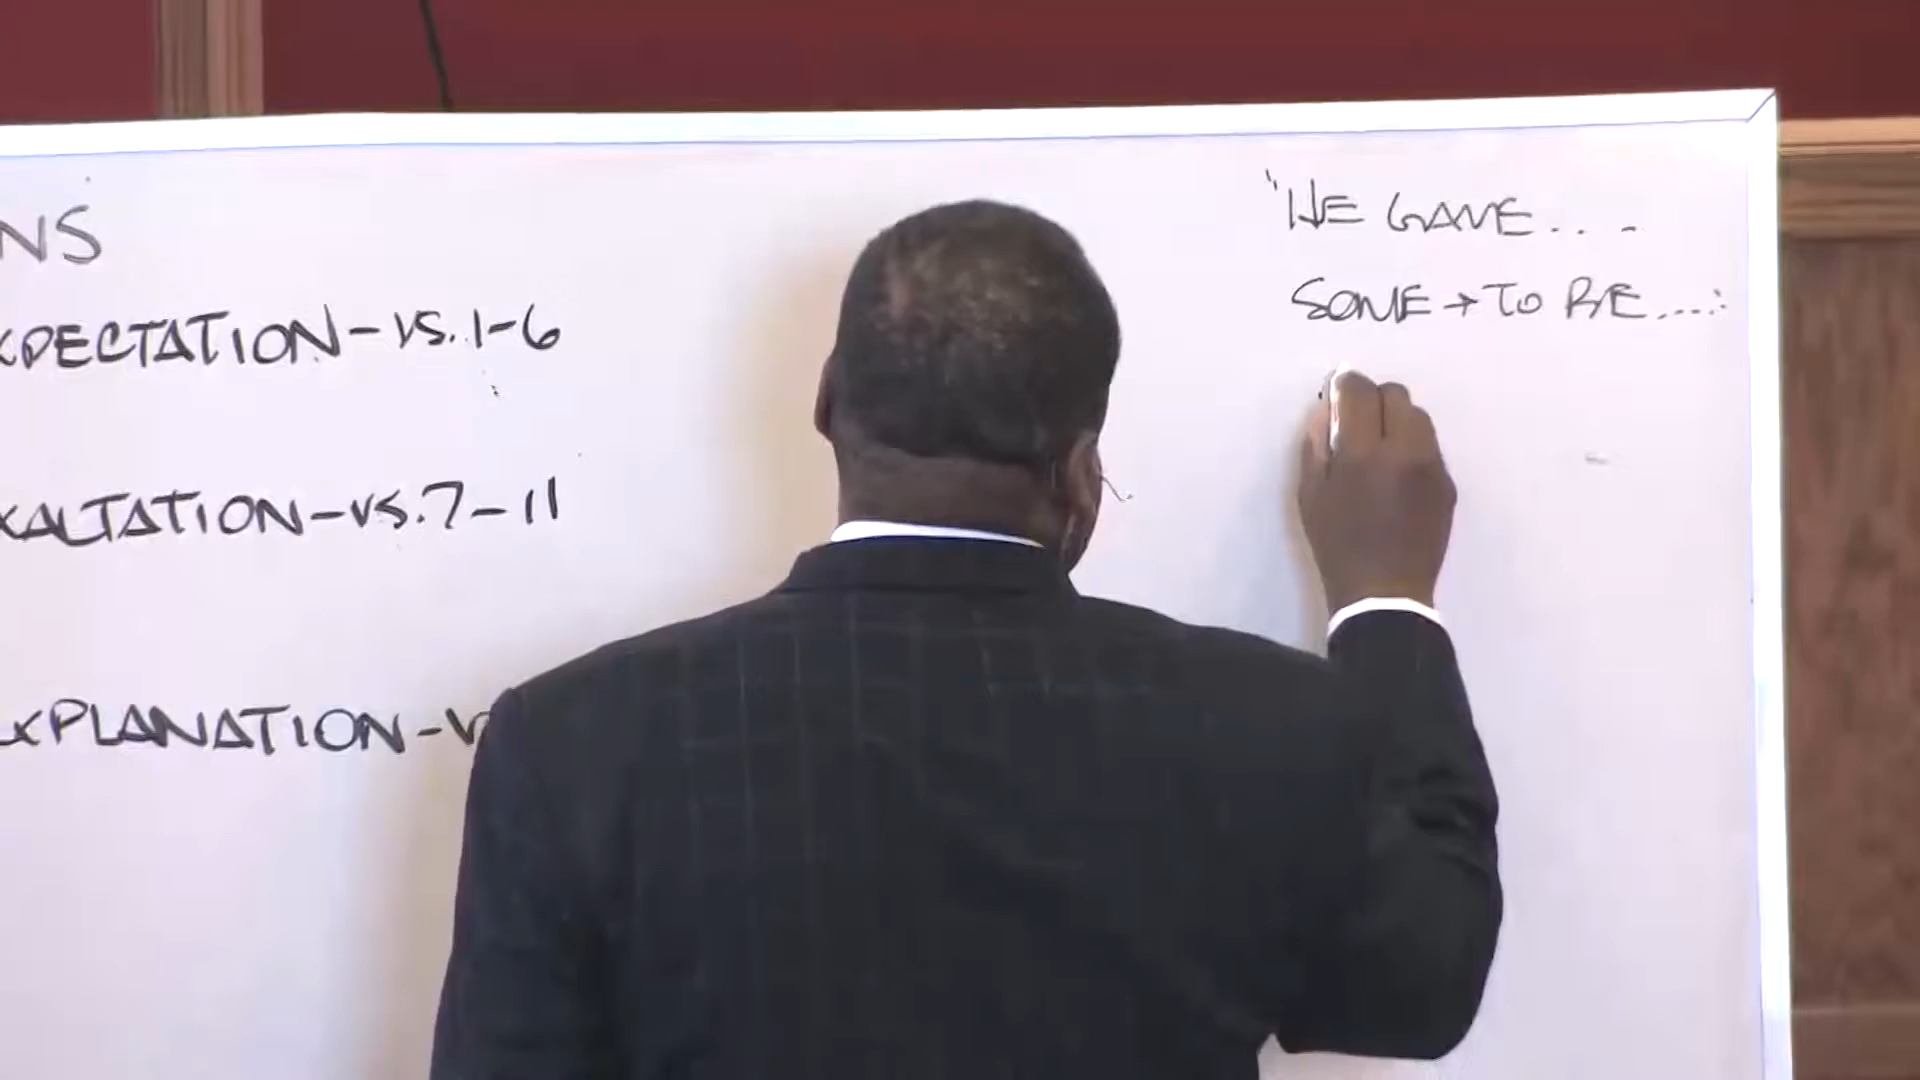 NS
XPECTATION-VS.1-6
XALTATION-VS.7-11
XPLANATION-V
"HE GAVE....
SOME → TO BE....: